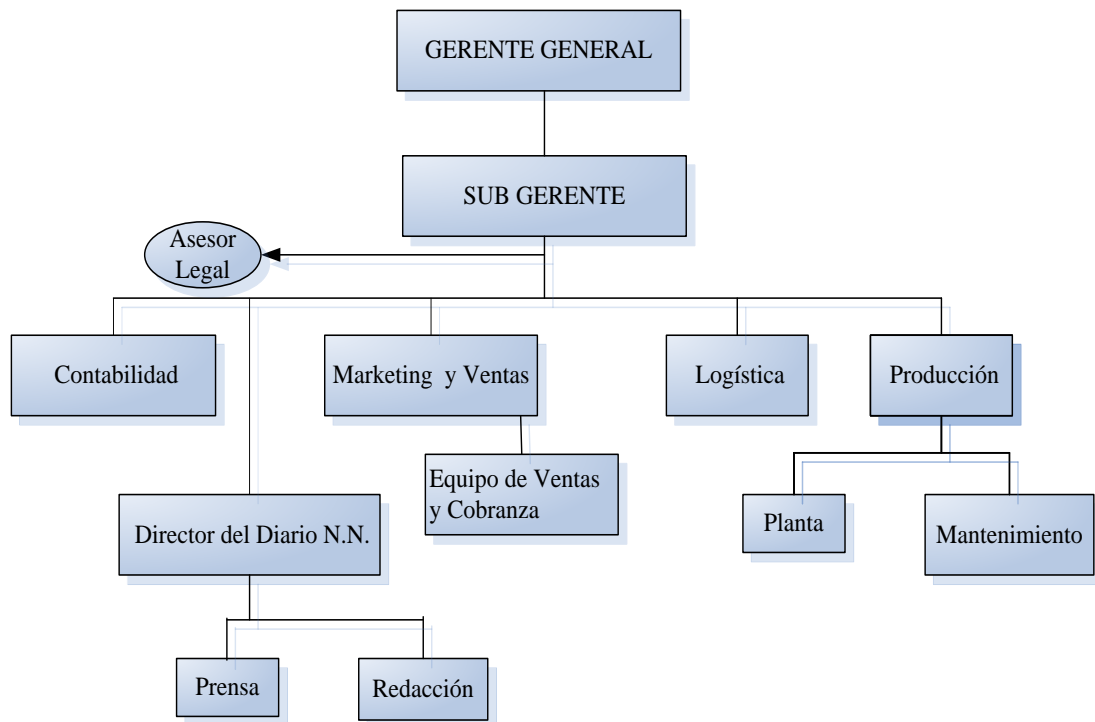 GERENTE GENERAL
SUB GERENTE
Asesor
Legal
Contabilidad
Marketing y Ventas
Logística
Producción
Equipo de Ventas
y Cobranza
Director del Diario N.N.
Planta
Mantenimiento
Prensa
Redacción